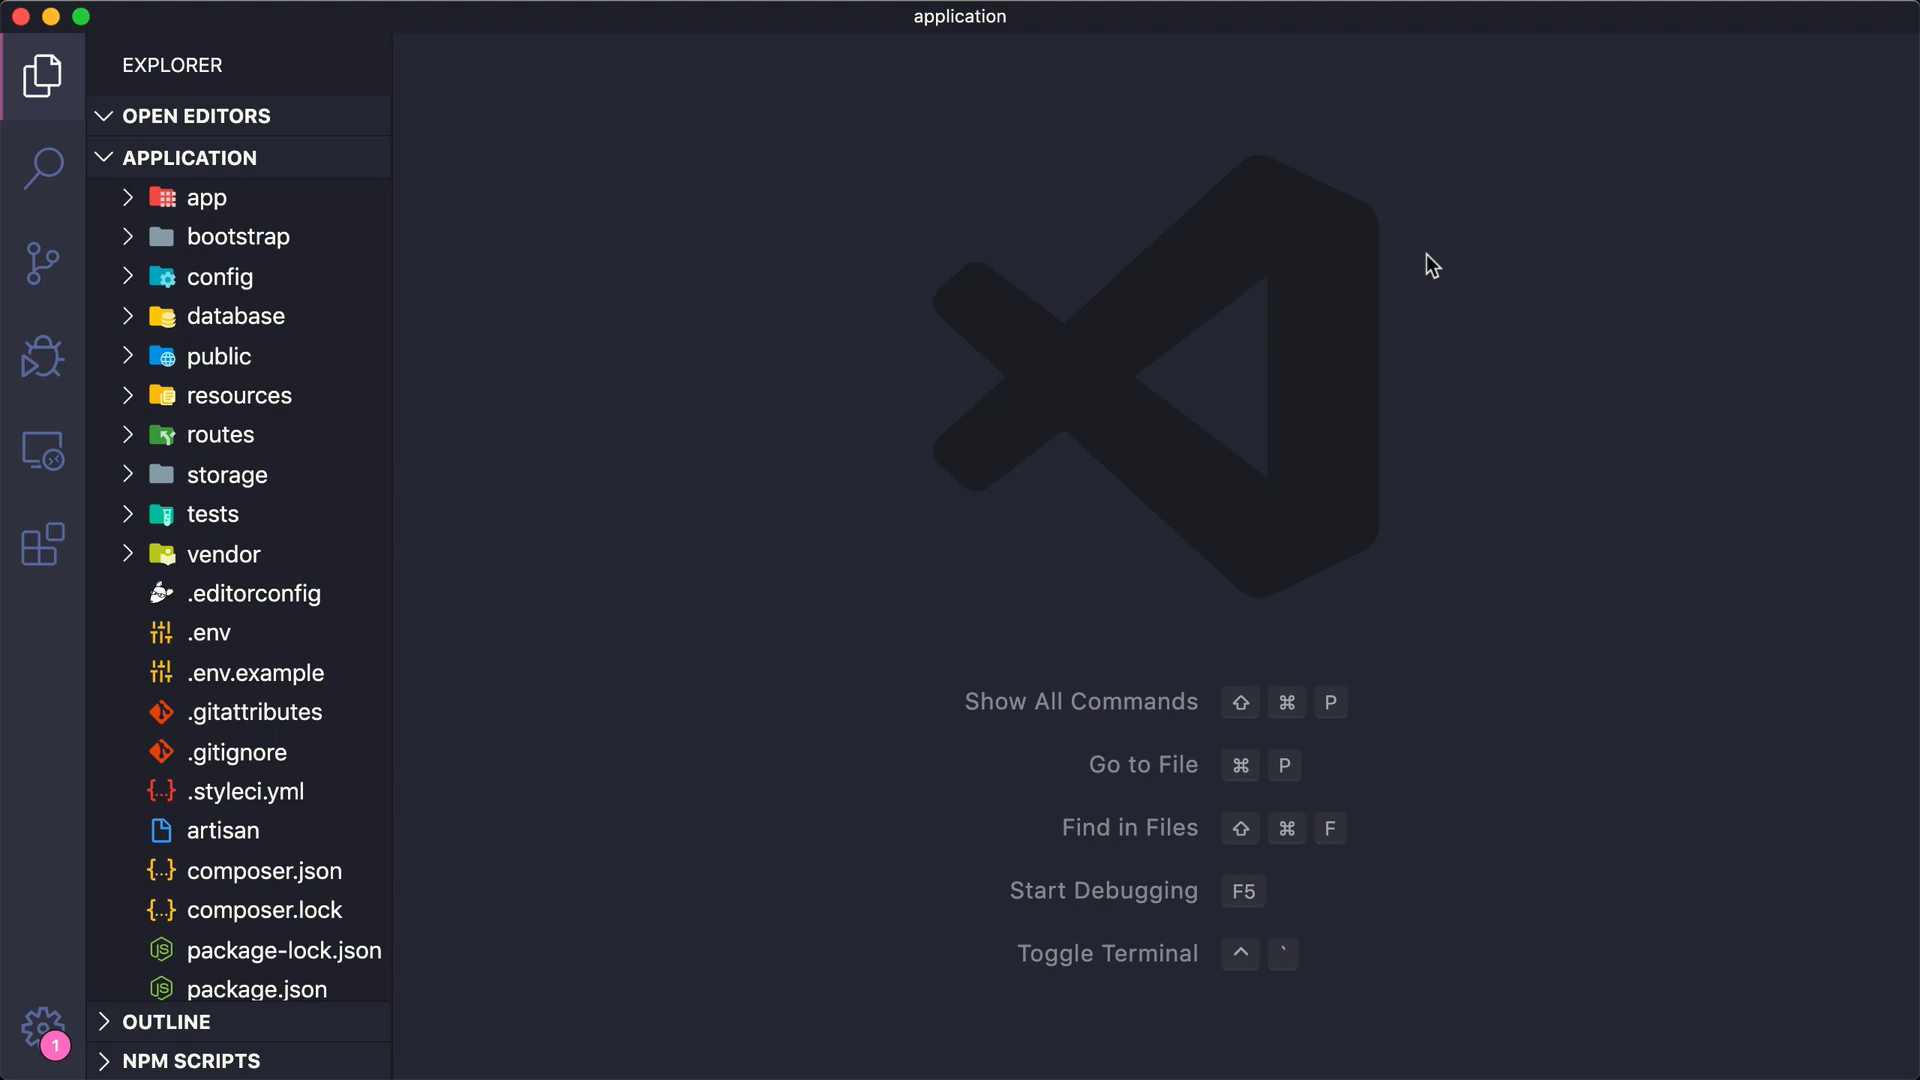 application
EXPLORER
OPEN EDITORS
APPLICATION
app
bootstrap
config
database
public
resources
routes
storage
tests
vendor
.editorconfig
.env
.env.example
.gitattributes
.gitignore
.styleci.yml
artisan
composer.json
composer.lock
package-lock.json
package.json
OUTLINE
NPM SCRIPTS
1
Show All Commands ⇧ ⌘ P
Go to File ⌘ P
Find in Files ⇧ ⌘ F
Start Debugging F5
Toggle Terminal ^ `